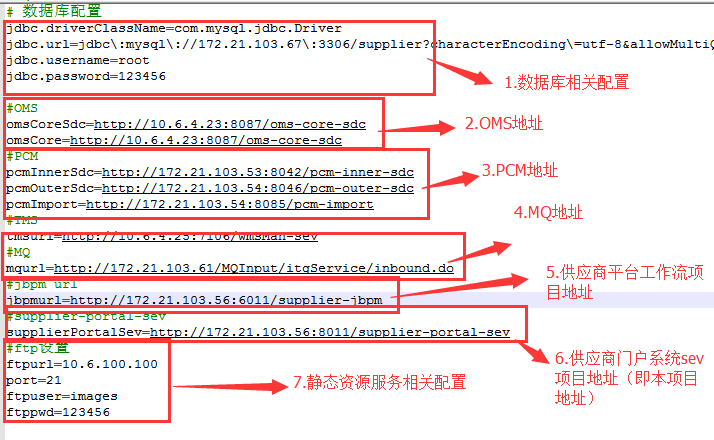 # 数据库配置
jdbc.driverClassName=com.mysql.jdbc.Driver
jdbc.url=jdbc\:mysql\://172.21.103.67\:3306/supplier?characterEncoding\=utf-8&allowMultiQ
jdbc.username=root
jdbc.password=123456
1.数据库相关配置
#OMS
omsCoreSdc=http://10.6.4.23:8087/oms-core-sdc
omsCore=http://10.6.4.23:8087/oms-core-sdc
2.OMS地址
#PCM
pcmInnerSdc=http://172.21.103.53:8042/pcm-inner-sdc
pcmOuterSdc=http://172.21.103.54:8046/pcm-outer-sdc
pcmImport=http://172.21.103.54:8085/pcm-import
3.PCM地址
#TMS
tmsurl=http://10.6.4.25:7106/wmsMan-sev
4.MQ地址
#MQ
mqurl=http://172.21.103.61/MQInput/itgService/inbound.do
#jbpm url
jbpmurl=http://172.21.103.56:6011/supplier-jbpm
5.供应商平台工作流项
目地址
#supplier-portal-sev
supplierPortalSev=http://172.21.103.56:8011/supplier-portal-sev
6.供应商门户系统sev
项目地址（即本项目
地址）
#ftp设置
ftpurl=10.6.100.100
port=21
ftpuser=images
ftppwd=123456
7.静态资源服务相关配置